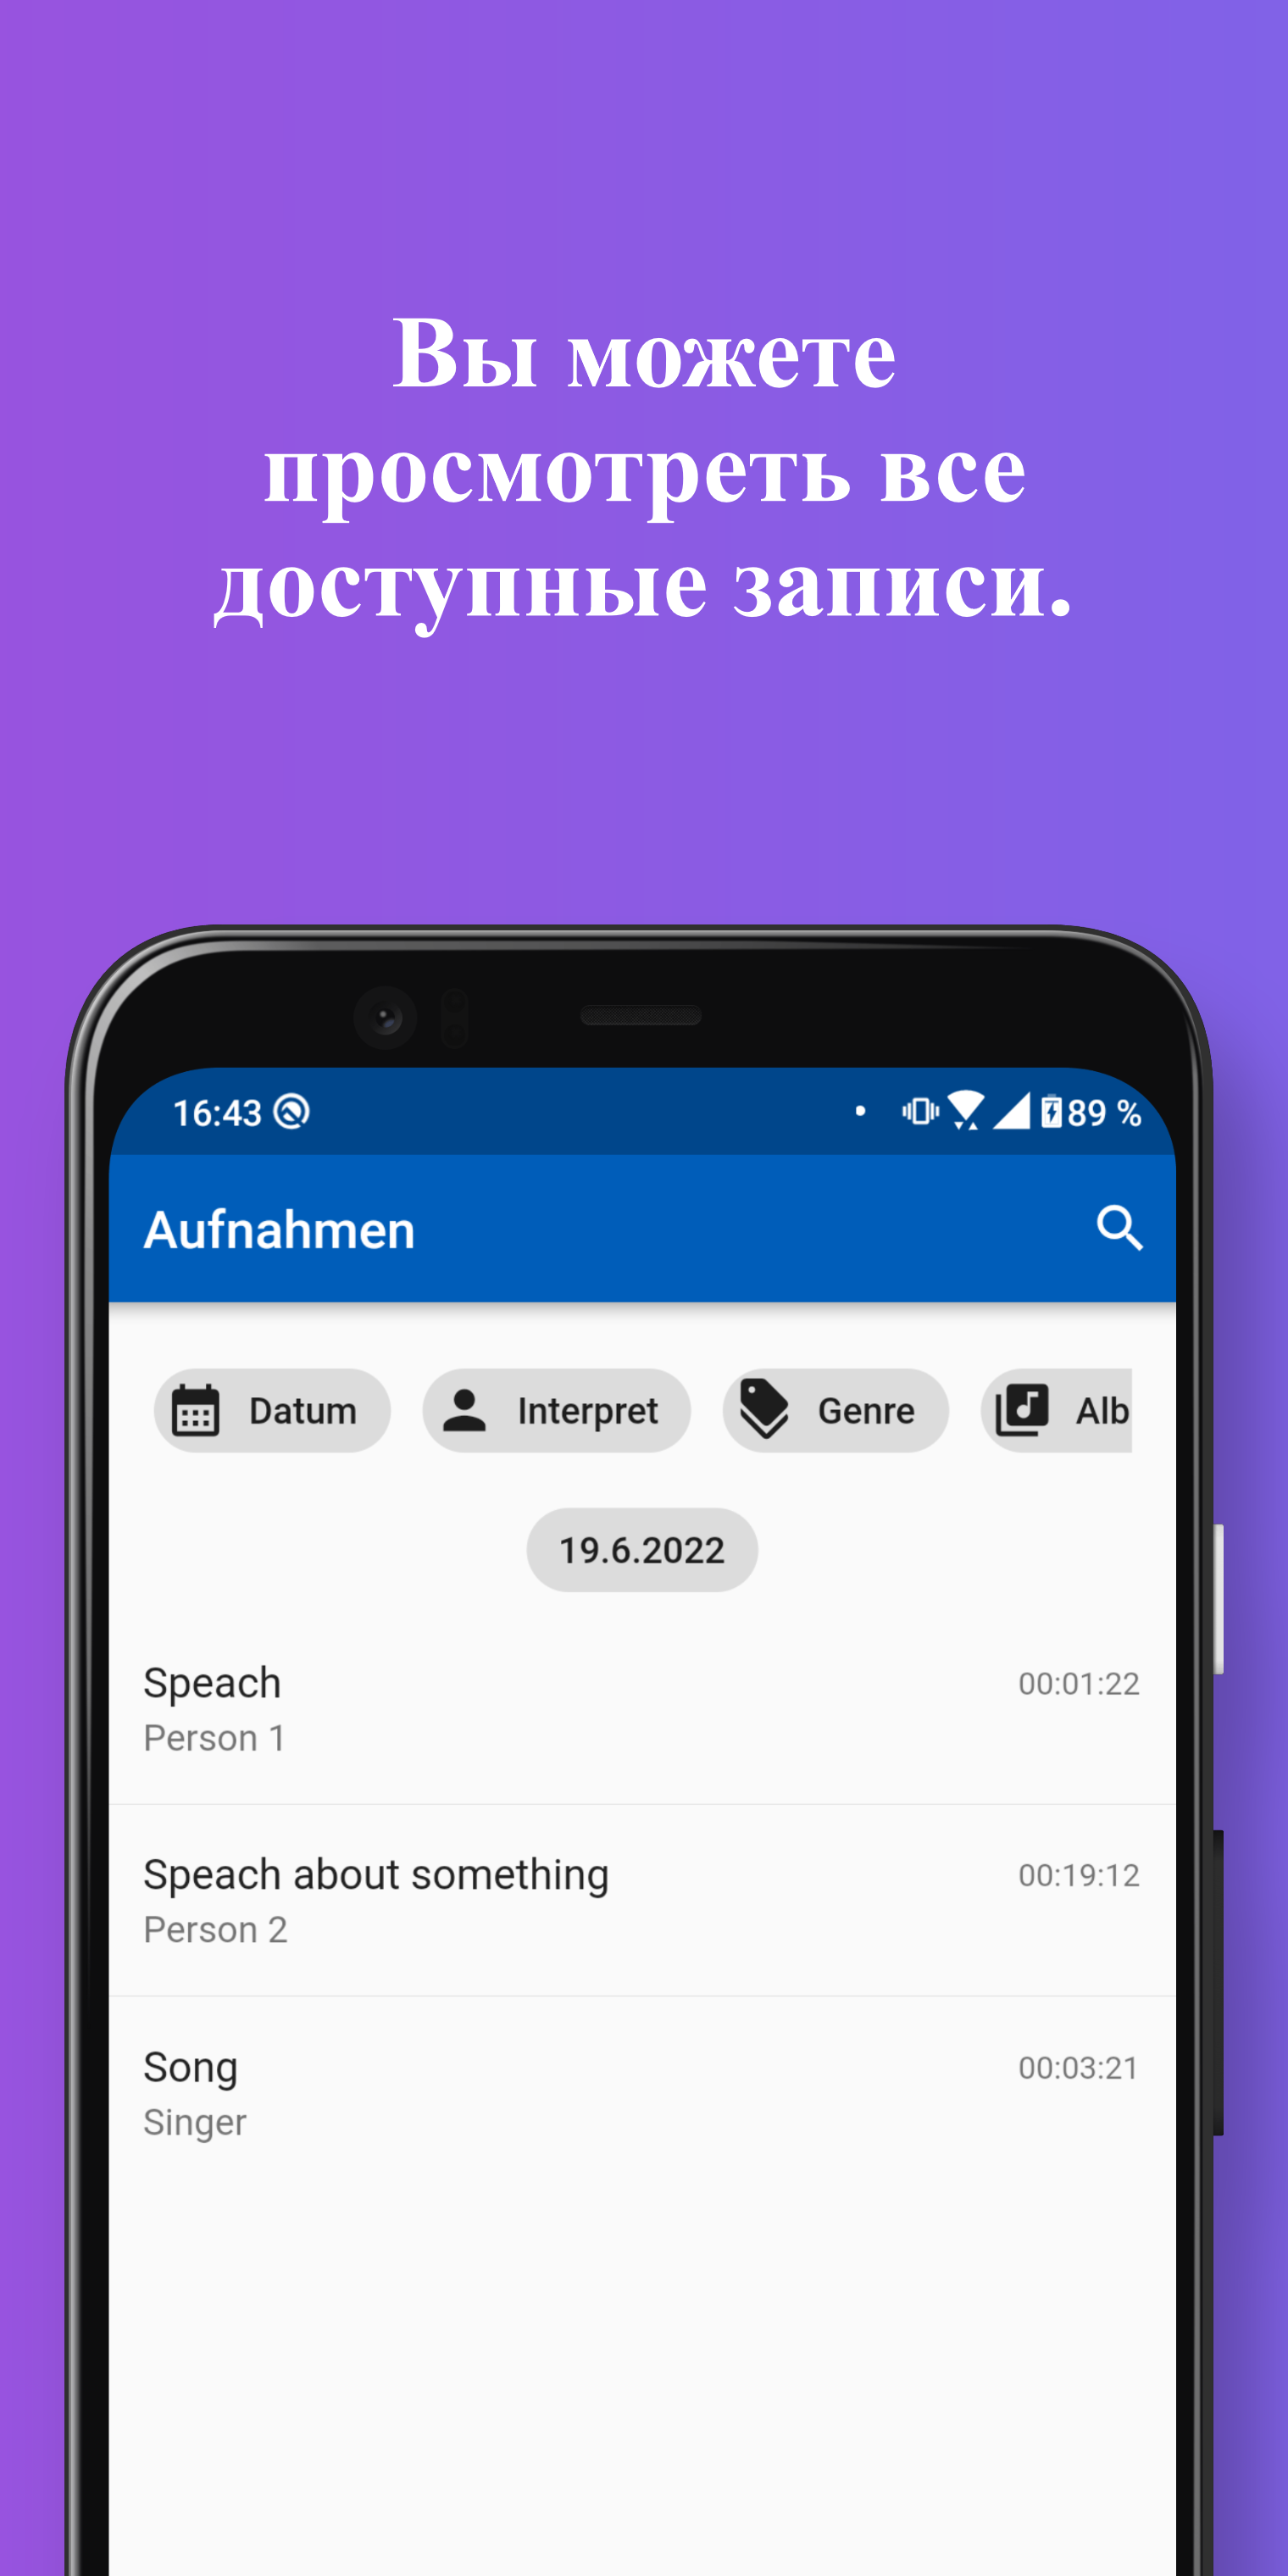 Вы можете
просмотреть все
доступные записи.
16:43 89 %
Aufnahmen
Datum Interpret Genre Alb
19.6.2022
Speach 00:01:22
Person 1
Speach about something 00:19:12
Person 2
Song 00:03:21
Singer